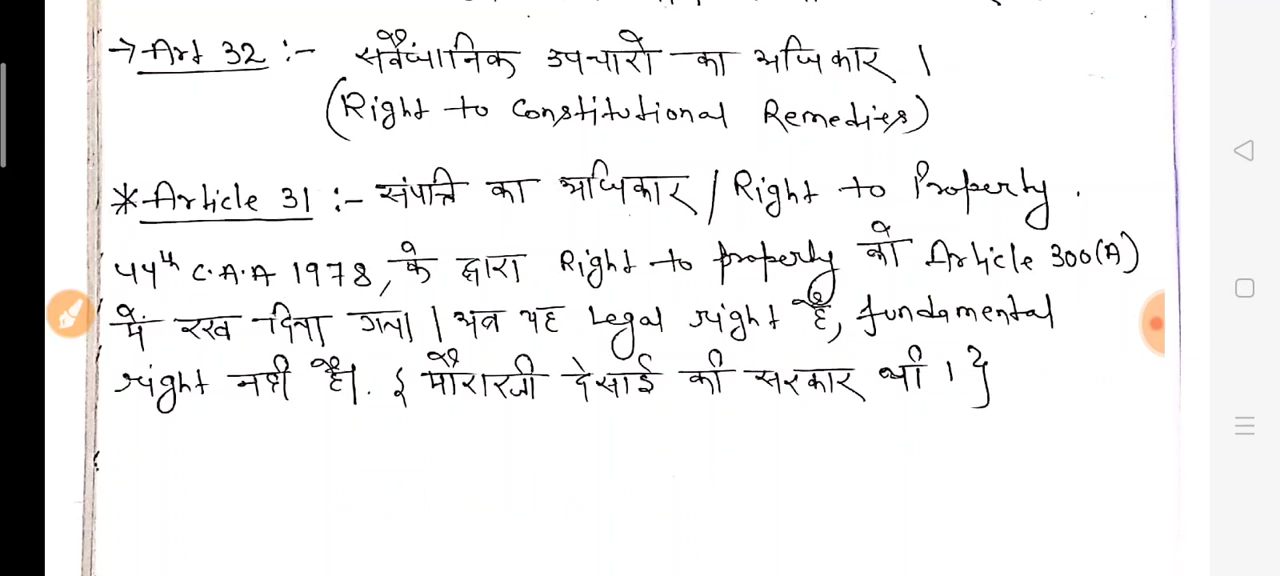 → Art 32 :- संवैधानिक उपचारों का अधिकार ।
(Right to Constitutional Remedies)
* Article 31 :- संपत्ति का अधिकार / Right to Property .
44th C.A.A 1978, के द्वारा Right to property को Article 300(A)
में रख दिया गया । अब यह Legal right है, fundamental
right नहीं है। . { मोरारजी देसाई की सरकार थी । }